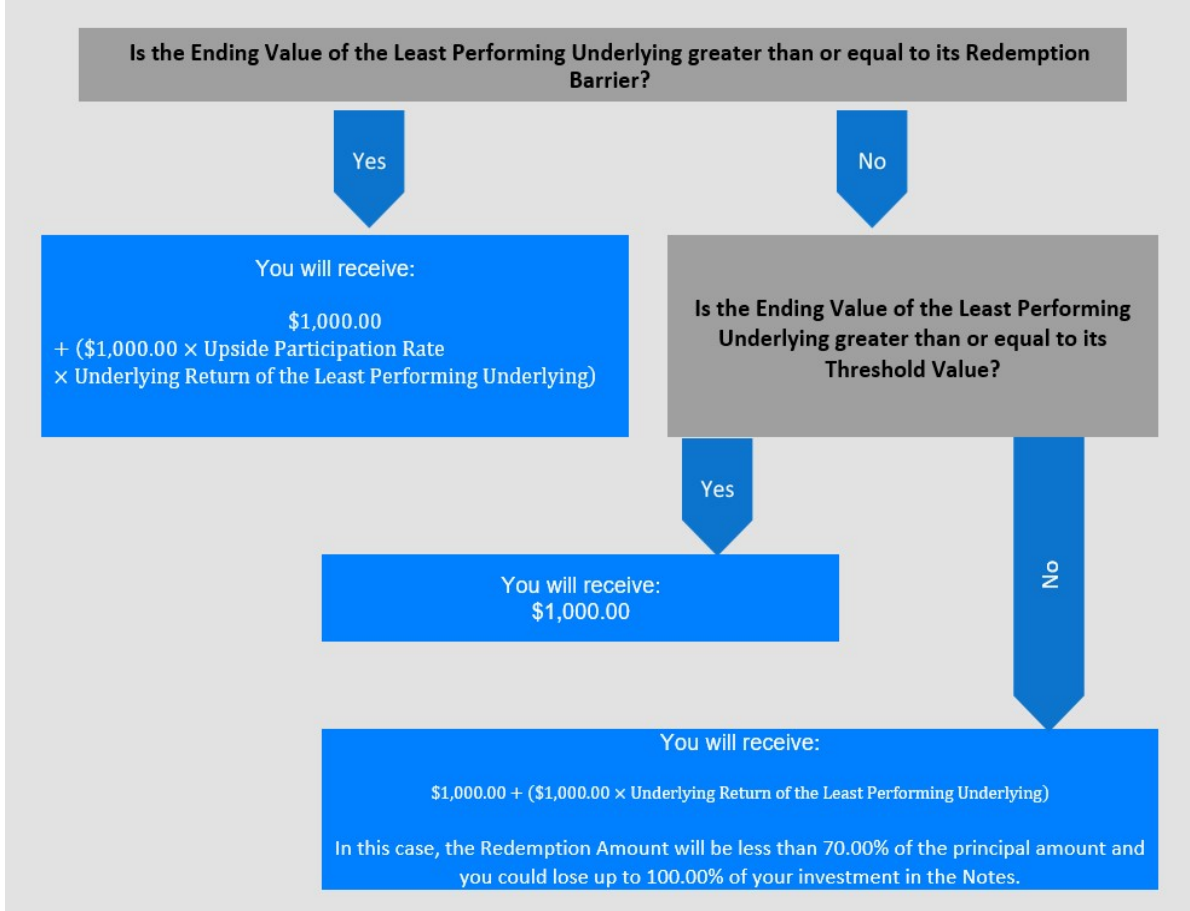 Is the Ending Value of the Least Performing Underlying greater than or equal to its Redemption
Barrier?
Yes
No
You will receive:
$1,000.00
+ ($1,000.00 × Upside Participation Rate
× Underlying Return of the Least Performing Underlying)
Is the Ending Value of the Least Performing
Underlying greater than or equal to its
Threshold Value?
Yes
No
You will receive:
$1,000.00
You will receive:
$1,000.00 + ($1,000.00 × Underlying Return of the Least Performing Underlying)
In this case, the Redemption Amount will be less than 70.00% of the principal amount and
you could lose up to 100.00% of your investment in the Notes.